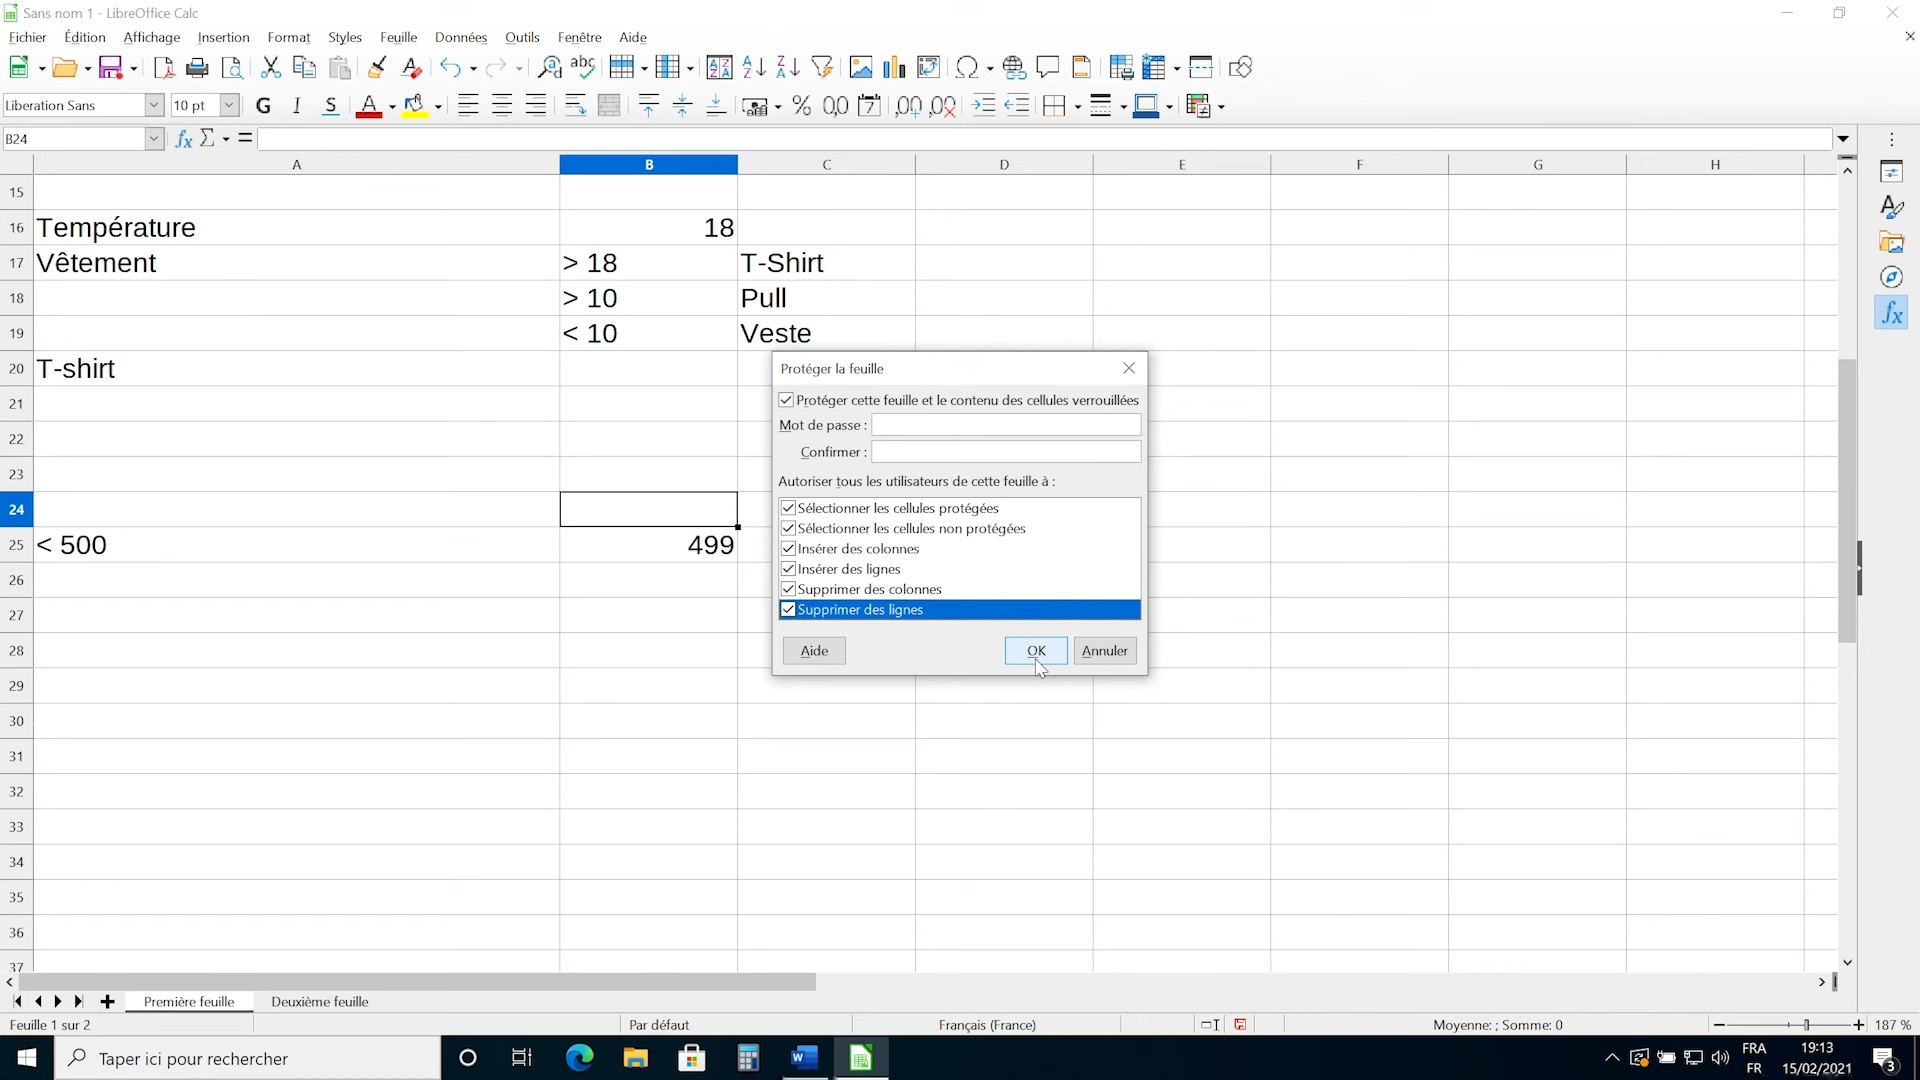 Sans nom 1 - LibreOffice Calc
Fichier Édition Affichage Insertion Format Styles Feuille Données Outils Fenêtre Aide
Liberation Sans 10 pt G I S A
B24 fx Σ =
A B C D E F G H
15
16 Température 18
17 Vêtement > 18 T-Shirt
18 > 10 Pull
19 < 10 Veste
20 T-shirt
21
22
23
24
25 < 500 499
26
27
28
29
30
31
32
33
34
35
36
37
Protéger la feuille
Protéger cette feuille et le contenu des cellules verrouillées
Mot de passe :
Confirmer :
Autoriser tous les utilisateurs de cette feuille à :
Sélectionner les cellules protégées
Sélectionner les cellules non protégées
Insérer des colonnes
Insérer des lignes
Supprimer des colonnes
Supprimer des lignes
Aide OK Annuler
Première feuille Deuxième feuille
Feuille 1 sur 2 Par défaut Français (France) Moyenne: ; Somme: 0 187 %
Taper ici pour rechercher
FRA 19:13
FR 15/02/2021 3